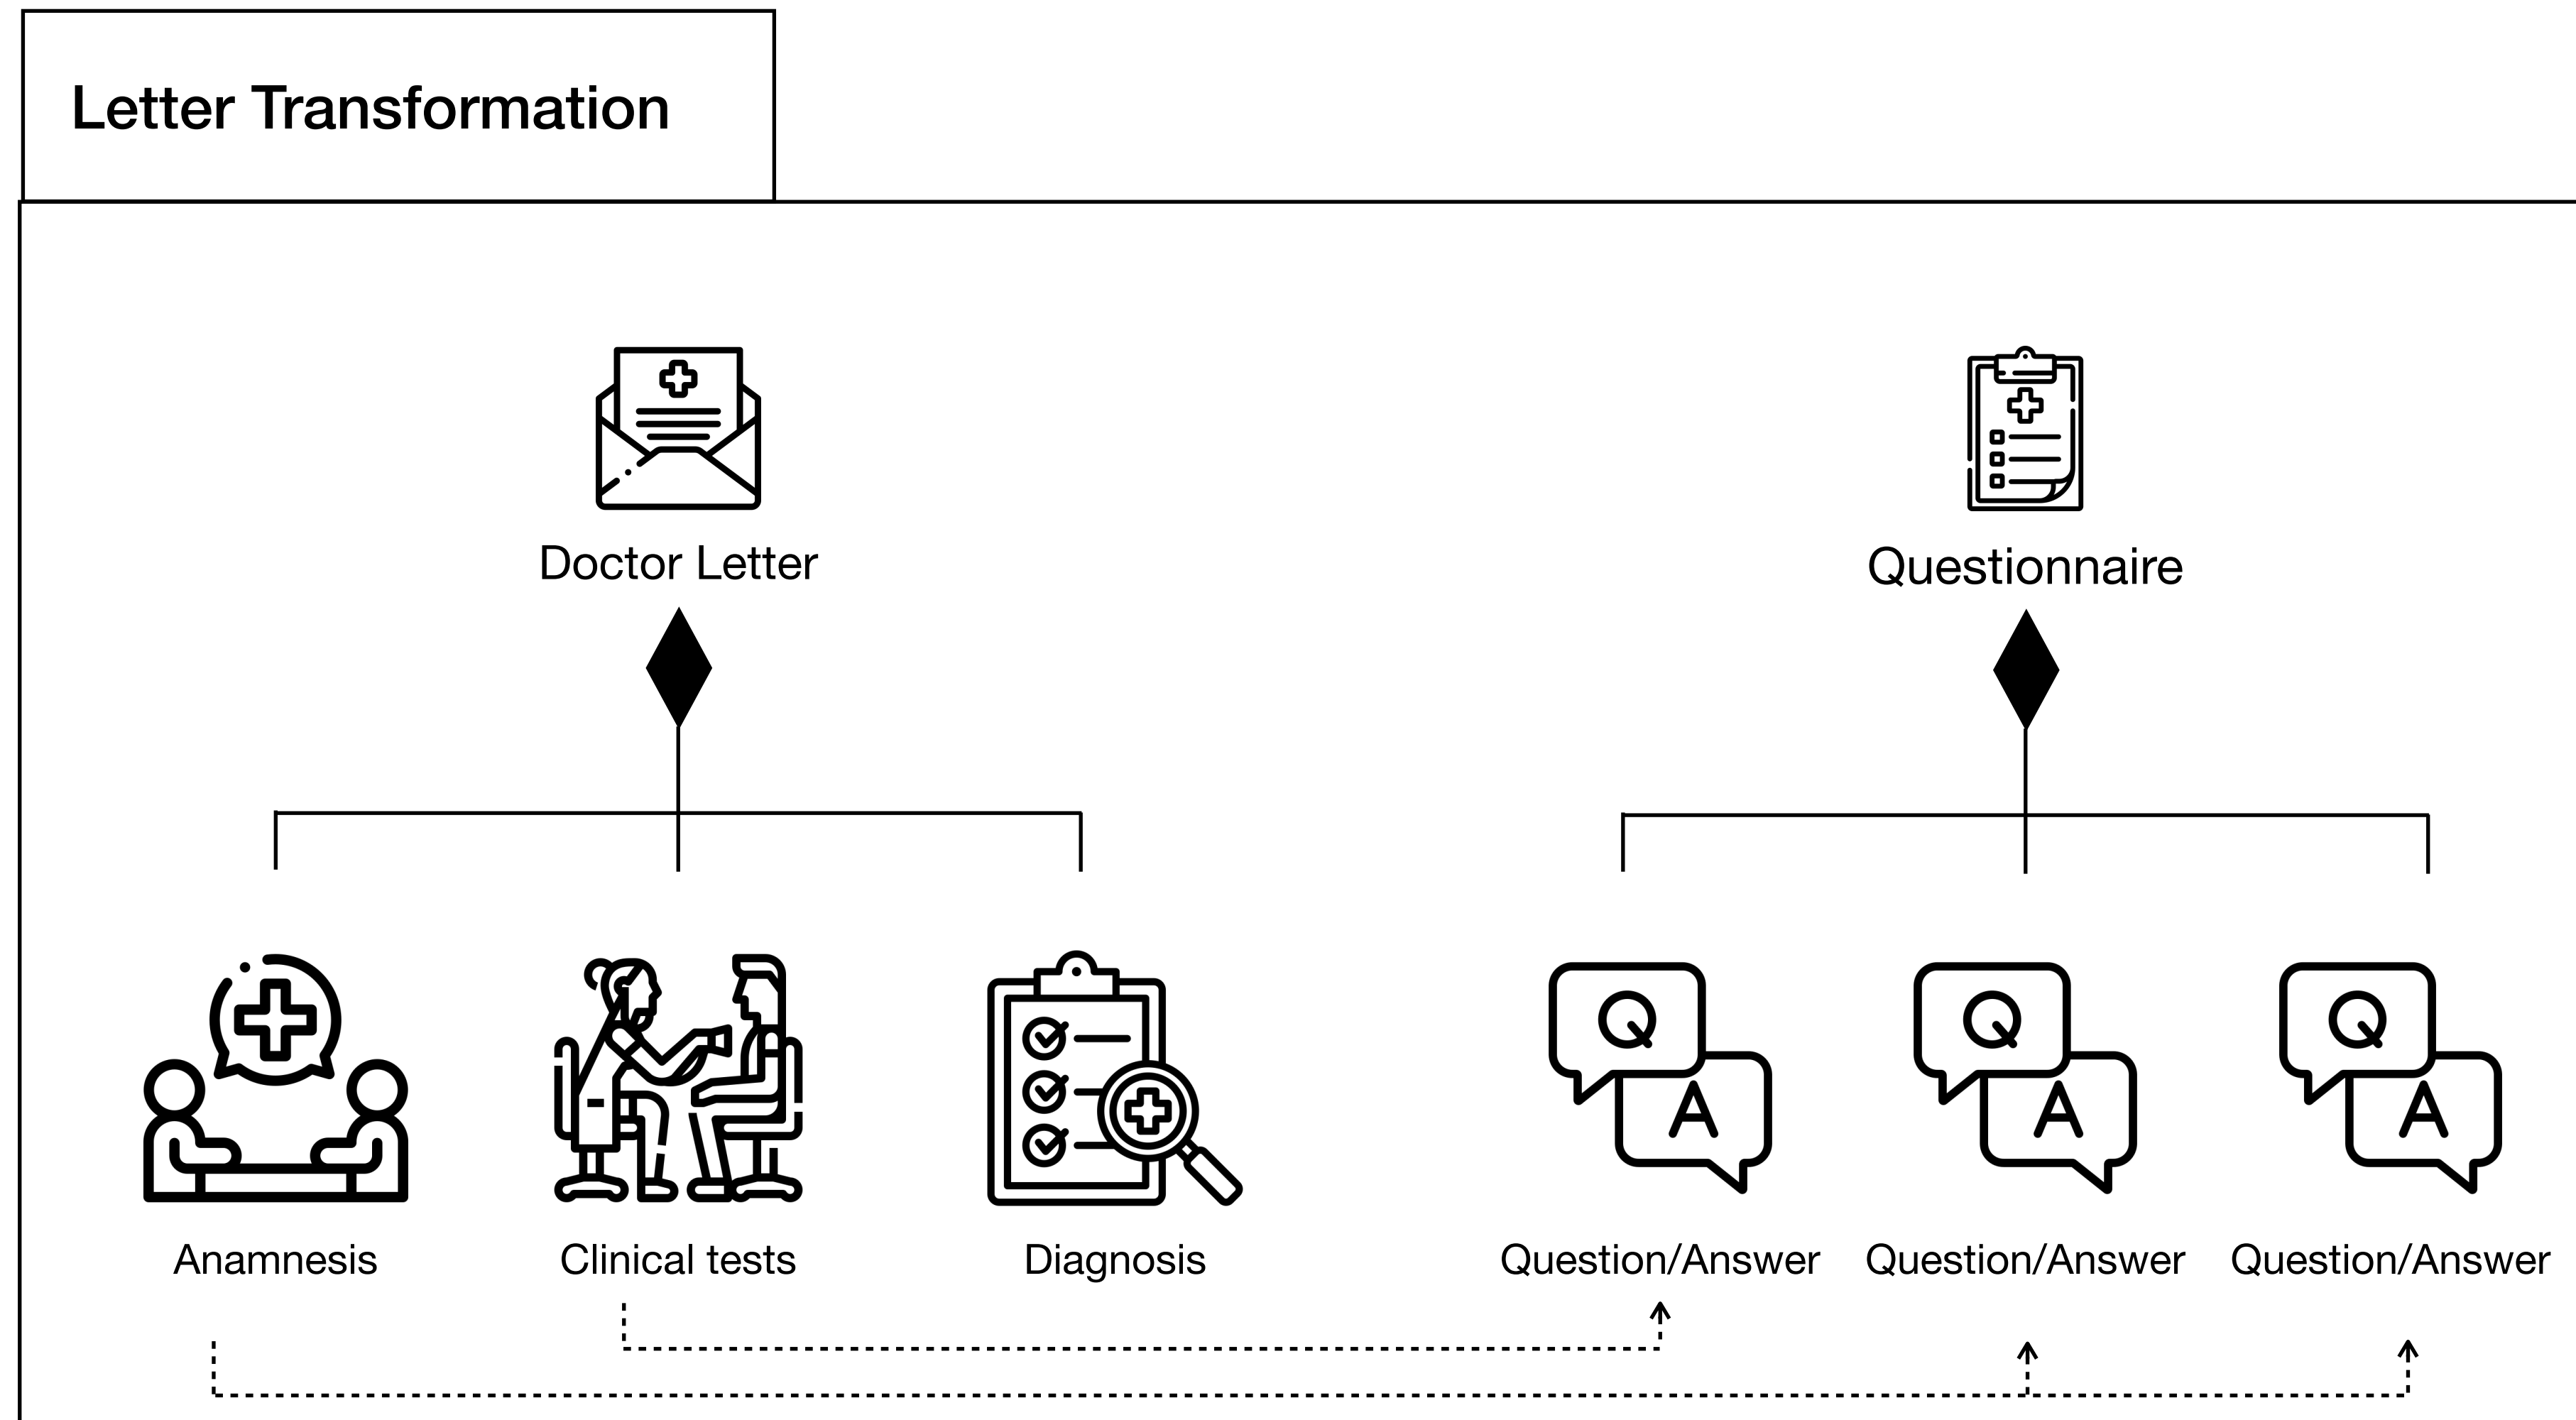 Letter Transformation
Doctor Letter
Questionnaire
Q
A
Q
A
Q
A
Anamnesis
Clinical tests
Diagnosis
Question/Answer
Question/Answer
Question/Answer